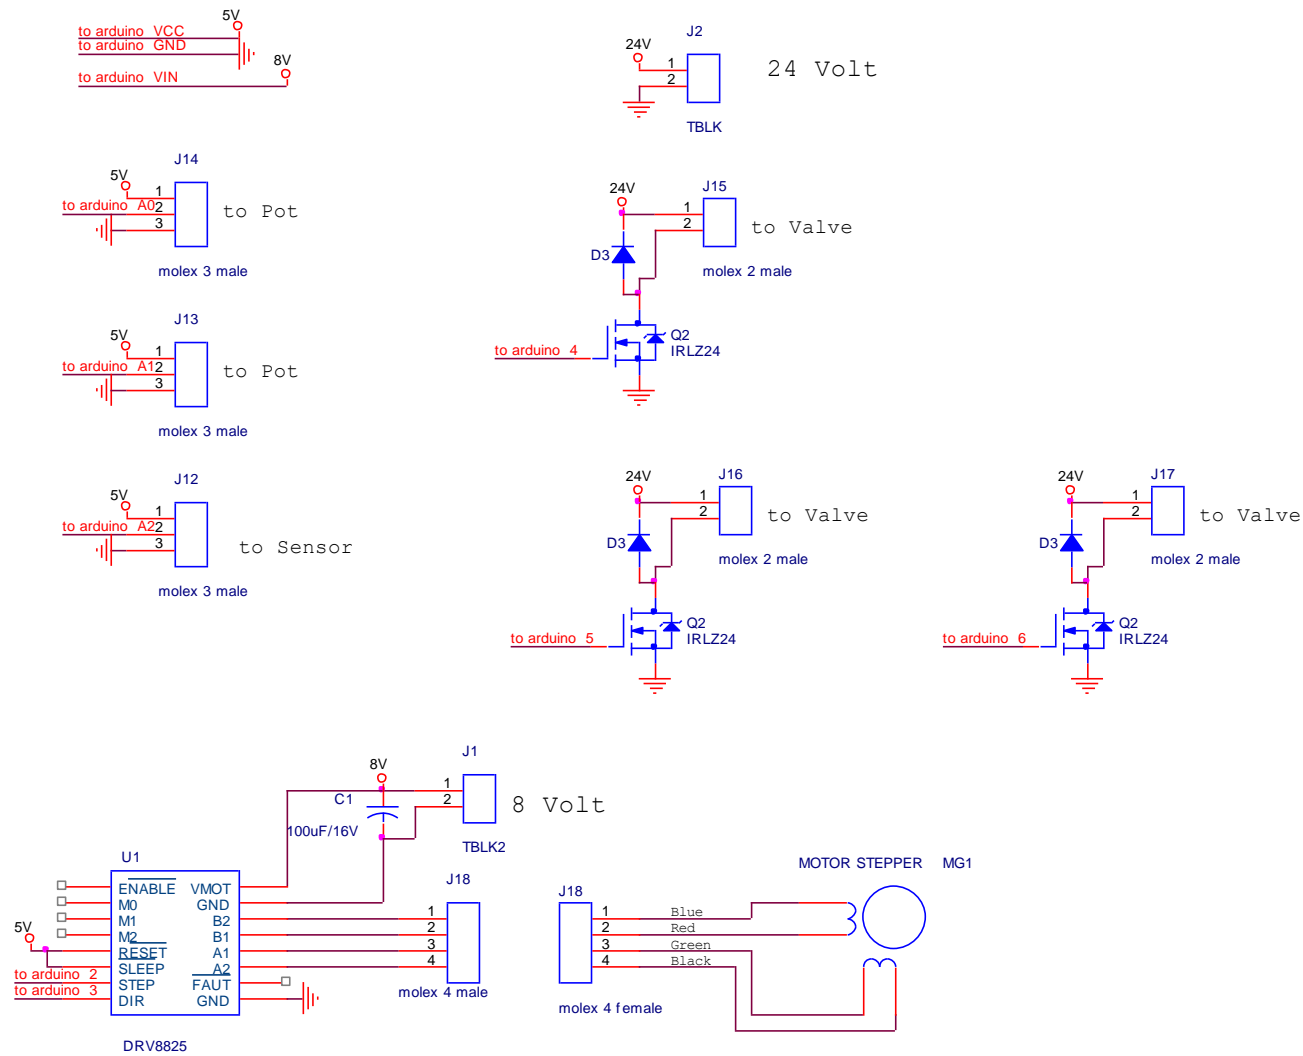 5V
to arduino VCC
to arduino GND
8V
to arduino VIN
J2
24V
1
2
24 Volt
TBLK
J14
5V
1
to arduino A0
2
3
to Pot
molex 3 male
J15
24V
1
2
to Valve
D3
molex 2 male
Q2
IRLZ24
to arduino 4
J13
5V
1
to arduino A1
2
3
to Pot
molex 3 male
J12
5V
1
to arduino A2
2
3
to Sensor
molex 3 male
J16
24V
1
2
to Valve
D3
molex 2 male
Q2
IRLZ24
to arduino 5
J17
24V
1
2
to Valve
D3
molex 2 male
Q2
IRLZ24
to arduino 6
J1
8V
1
2
C1
8 Volt
100uF/16V
TBLK2
U1
ENABLE
M0
M1
M2
RESET
SLEEP
STEP
DIR
VMOT
GND
B2
B1
A1
A2
FAUT
GND
5V
to arduino 2
to arduino 3
DRV8825
J18
1
2
3
4
molex 4 male
J18
1
2
3
4
Blue
Red
Green
Black
molex 4 female
MOTOR STEPPER MG1